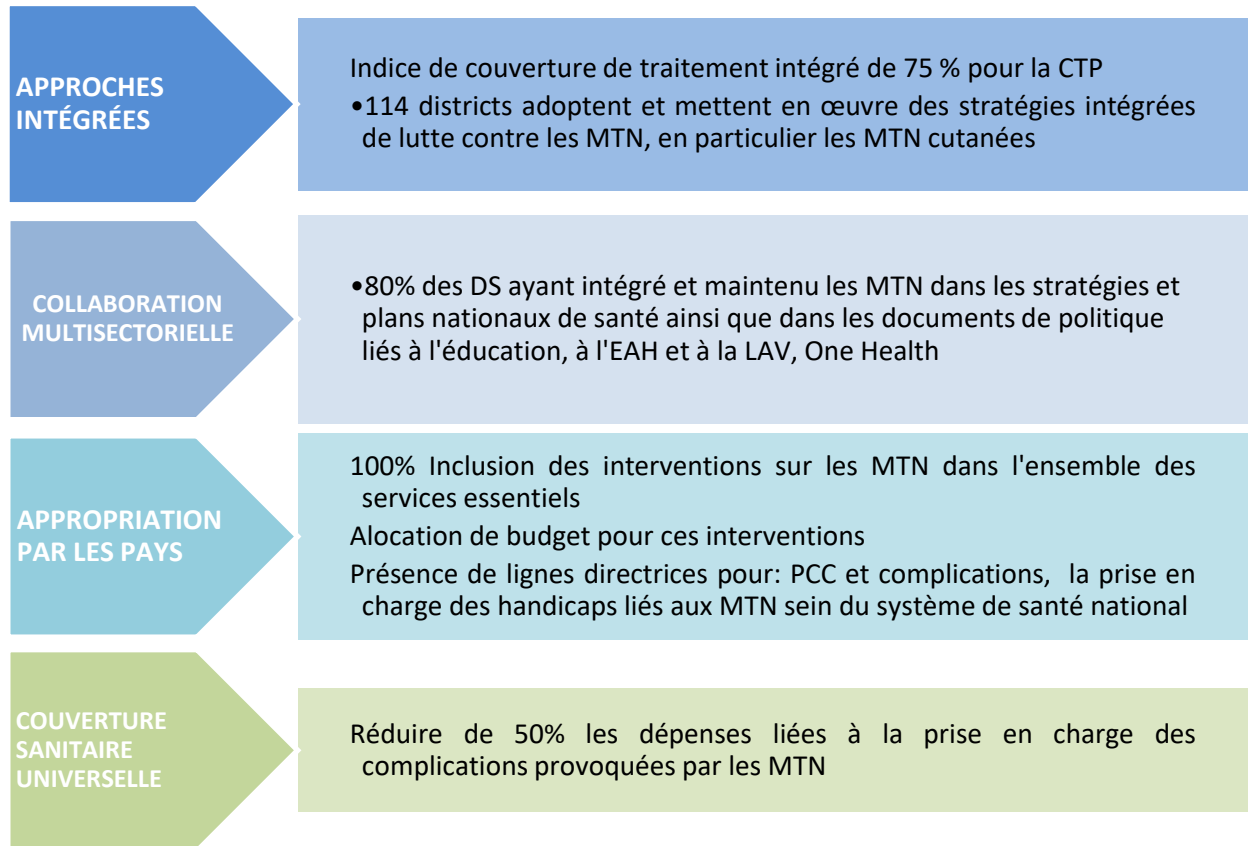 APPROCHES
INTÉGRÉES
Indice de couverture de traitement intégré de 75 % pour la CTP
•114 districts adoptent et mettent en œuvre des stratégies intégrées
de lutte contre les MTN, en particulier les MTN cutanées
COLLABORATION
MULTISECTORIELLE
•80% des DS ayant intégré et maintenu les MTN dans les stratégies et
plans nationaux de santé ainsi que dans les documents de politique
liés à l'éducation, à l'EAH et à la LAV, One Health
APPROPRIATION
PAR LES PAYS
100% Inclusion des interventions sur les MTN dans l'ensemble des
services essentiels
Alocation de budget pour ces interventions
Présence de lignes directrices pour: PCC et complications, la prise en
charge des handicaps liés aux MTN sein du système de santé national
COUVERTURE
SANITAIRE
UNIVERSELLE
Réduire de 50% les dépenses liées à la prise en charge des
complications provoquées par les MTN